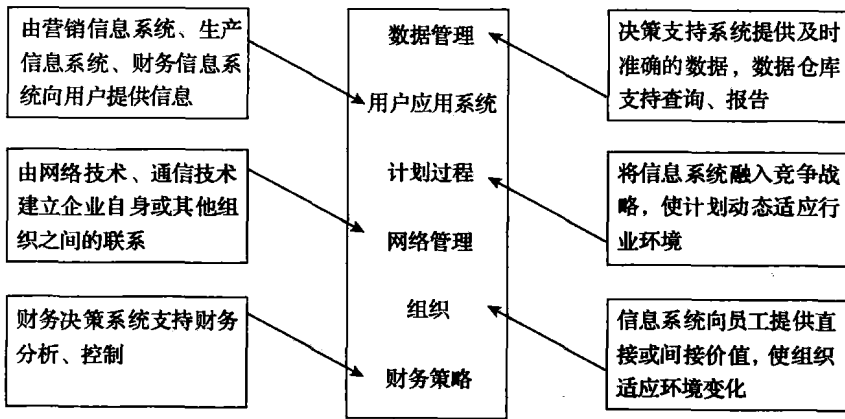 由营销信息系统、生产
信息系统、财务信息系
统向用户提供信息
由网络技术、通信技术
建立企业自身或其他组
织之间的联系
财务决策系统支持财务
分析、控制
数据管理
用户应用系统
计划过程
网络管理
组织
财务策略
决策支持系统提供及时
准确的数据，数据仓库
支持查询、报告
将信息系统融入竞争战
略，使计划动态适应行
业环境
信息系统向员工提供直
接或间接价值，使组织
适应环境变化